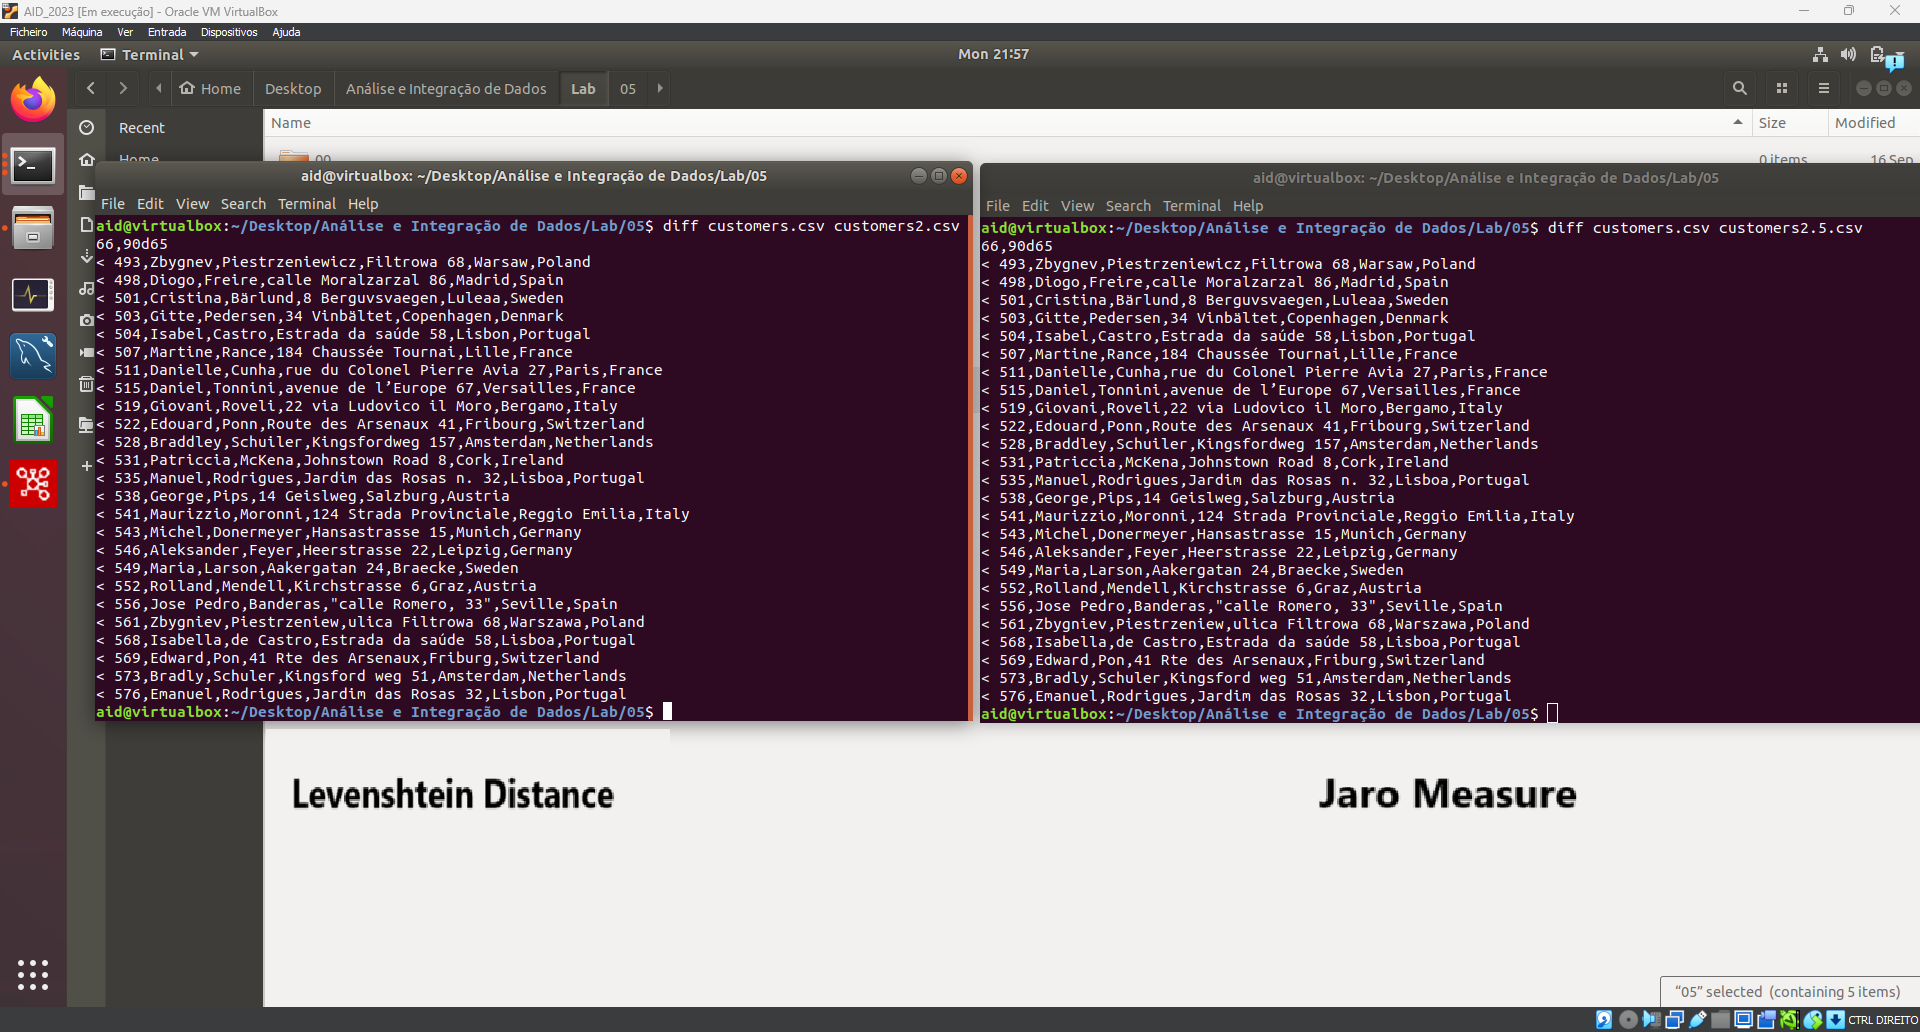 AID_2023 [Em execução] - Oracle VM VirtualBox
Ficheiro Máquina Ver Entrada Dispositivos Ajuda
Activities Terminal Mon 21:57
Home Desktop Análise e Integração de Dados Lab 05
Recent Name Size Modified
Home 00 0 items 16 Sep
aid@virtualbox: ~/Desktop/Análise e Integração de Dados/Lab/05
File Edit View Search Terminal Help
aid@virtualbox:~/Desktop/Análise e Integração de Dados/Lab/05$ diff customers.csv customers2.csv
66,90d65
< 493,Zbygnev,Piestrzeniewicz,Filtrowa 68,Warsaw,Poland
< 498,Diogo,Freire,calle Moralzarzal 86,Madrid,Spain
< 501,Cristina,Bärlund,8 Berguvsvaegen,Luleaa,Sweden
< 503,Gitte,Pedersen,34 Vinbältet,Copenhagen,Denmark
< 504,Isabel,Castro,Estrada da saúde 58,Lisbon,Portugal
< 507,Martine,Rance,184 Chaussée Tournai,Lille,France
< 511,Danielle,Cunha,rue du Colonel Pierre Avia 27,Paris,France
< 515,Daniel,Tonnini,avenue de l’Europe 67,Versailles,France
< 519,Giovani,Roveli,22 via Ludovico il Moro,Bergamo,Italy
< 522,Edouard,Ponn,Route des Arsenaux 41,Fribourg,Switzerland
< 528,Braddley,Schuiler,Kingsfordweg 157,Amsterdam,Netherlands
< 531,Patriccia,McKena,Johnstown Road 8,Cork,Ireland
< 535,Manuel,Rodrigues,Jardim das Rosas n. 32,Lisboa,Portugal
< 538,George,Pips,14 Geislweg,Salzburg,Austria
< 541,Maurizzio,Moronni,124 Strada Provinciale,Reggio Emilia,Italy
< 543,Michel,Donermeyer,Hansastrasse 15,Munich,Germany
< 546,Aleksander,Feyer,Heerstrasse 22,Leipzig,Germany
< 549,Maria,Larson,Aakergatan 24,Braecke,Sweden
< 552,Rolland,Mendell,Kirchstrasse 6,Graz,Austria
< 556,Jose Pedro,Banderas,"calle Romero, 33",Seville,Spain
< 561,Zbygniev,Piestrzeniew,ulica Filtrowa 68,Warszawa,Poland
< 568,Isabella,de Castro,Estrada da saúde 58,Lisboa,Portugal
< 569,Edward,Pon,41 Rte des Arsenaux,Friburg,Switzerland
< 573,Bradly,Schuler,Kingsford weg 51,Amsterdam,Netherlands
< 576,Emanuel,Rodrigues,Jardim das Rosas 32,Lisbon,Portugal
aid@virtualbox:~/Desktop/Análise e Integração de Dados/Lab/05$
aid@virtualbox: ~/Desktop/Análise e Integração de Dados/Lab/05
File Edit View Search Terminal Help
aid@virtualbox:~/Desktop/Análise e Integração de Dados/Lab/05$ diff customers.csv customers2.5.csv
66,90d65
< 493,Zbygnev,Piestrzeniewicz,Filtrowa 68,Warsaw,Poland
< 498,Diogo,Freire,calle Moralzarzal 86,Madrid,Spain
< 501,Cristina,Bärlund,8 Berguvsvaegen,Luleaa,Sweden
< 503,Gitte,Pedersen,34 Vinbältet,Copenhagen,Denmark
< 504,Isabel,Castro,Estrada da saúde 58,Lisbon,Portugal
< 507,Martine,Rance,184 Chaussée Tournai,Lille,France
< 511,Danielle,Cunha,rue du Colonel Pierre Avia 27,Paris,France
< 515,Daniel,Tonnini,avenue de l’Europe 67,Versailles,France
< 519,Giovani,Roveli,22 via Ludovico il Moro,Bergamo,Italy
< 522,Edouard,Ponn,Route des Arsenaux 41,Fribourg,Switzerland
< 528,Braddley,Schuiler,Kingsfordweg 157,Amsterdam,Netherlands
< 531,Patriccia,McKena,Johnstown Road 8,Cork,Ireland
< 535,Manuel,Rodrigues,Jardim das Rosas n. 32,Lisboa,Portugal
< 538,George,Pips,14 Geislweg,Salzburg,Austria
< 541,Maurizzio,Moronni,124 Strada Provinciale,Reggio Emilia,Italy
< 543,Michel,Donermeyer,Hansastrasse 15,Munich,Germany
< 546,Aleksander,Feyer,Heerstrasse 22,Leipzig,Germany
< 549,Maria,Larson,Aakergatan 24,Braecke,Sweden
< 552,Rolland,Mendell,Kirchstrasse 6,Graz,Austria
< 556,Jose Pedro,Banderas,"calle Romero, 33",Seville,Spain
< 561,Zbygniev,Piestrzeniew,ulica Filtrowa 68,Warszawa,Poland
< 568,Isabella,de Castro,Estrada da saúde 58,Lisboa,Portugal
< 569,Edward,Pon,41 Rte des Arsenaux,Friburg,Switzerland
< 573,Bradly,Schuler,Kingsford weg 51,Amsterdam,Netherlands
< 576,Emanuel,Rodrigues,Jardim das Rosas 32,Lisbon,Portugal
aid@virtualbox:~/Desktop/Análise e Integração de Dados/Lab/05$
Levenshtein Distance
Jaro Measure
“05” selected (containing 5 items)
CTRL DIREITO